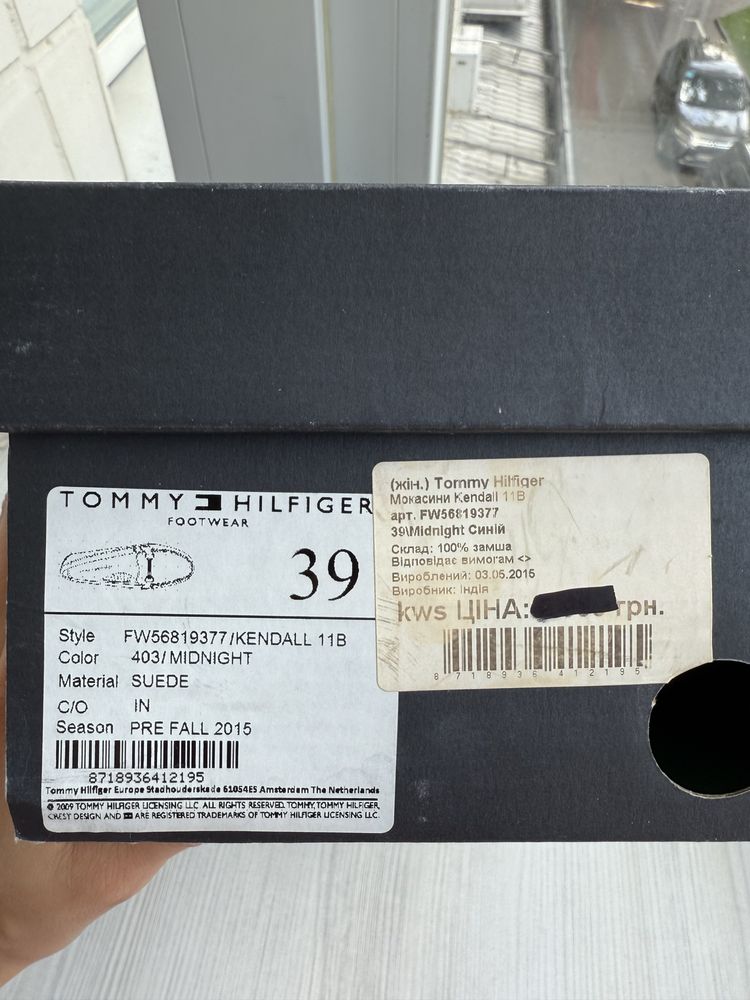 TOMMY HILFIGER
FOOTWEAR
39
Style FW56819377/KENDALL 11B
Color 403/MIDNIGHT
Material SUEDE
C/O IN
Season PRE FALL 2015
8718936412195
Tommy Hilfiger Europe Stadhouderskade 61054ES Amsterdam The Netherlands
© 2009 TOMMY HILFIGER LICENSING LLC. ALL RIGHTS RESERVED. TOMMY, TOMMY HILFIGER,
CREST DESIGN AND ARE REGISTERED TRADEMARKS OF TOMMY HILFIGER LICENSING LLC.
(жін.) Tommy Hilfiger
Мокасини Kendall 11B
арт. FW56819377
39\Midnight Синій
Склад: 100% замша
Відповідає вимогам <>
Вироблений: 03.05.2015
Виробник: Індія
kws ЦІНА: грн.
8718936412195